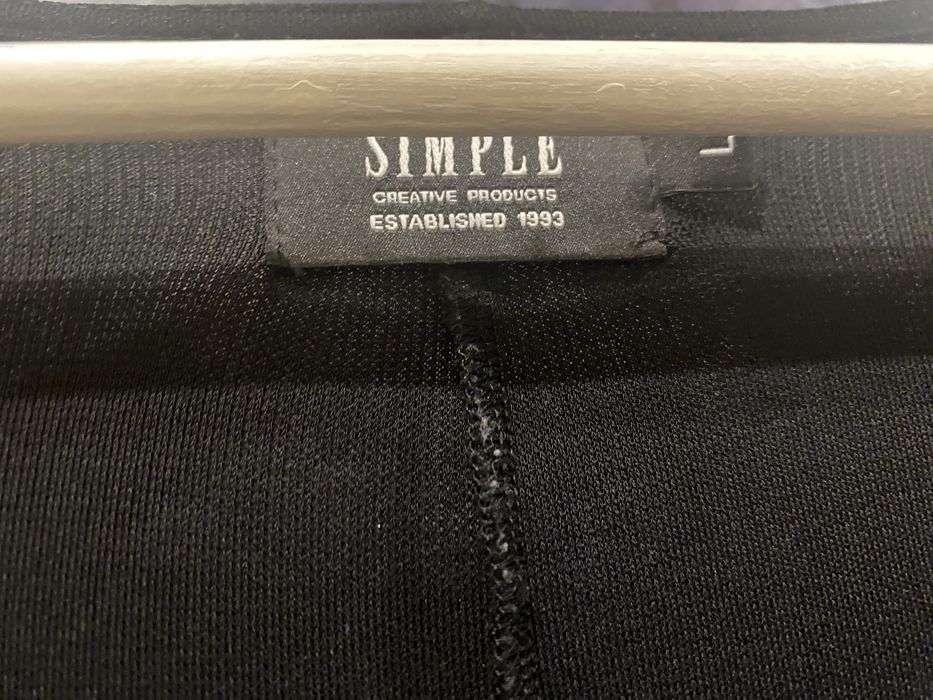 SIMPLE
CREATIVE PRODUCTS
ESTABLISHED 1993
L